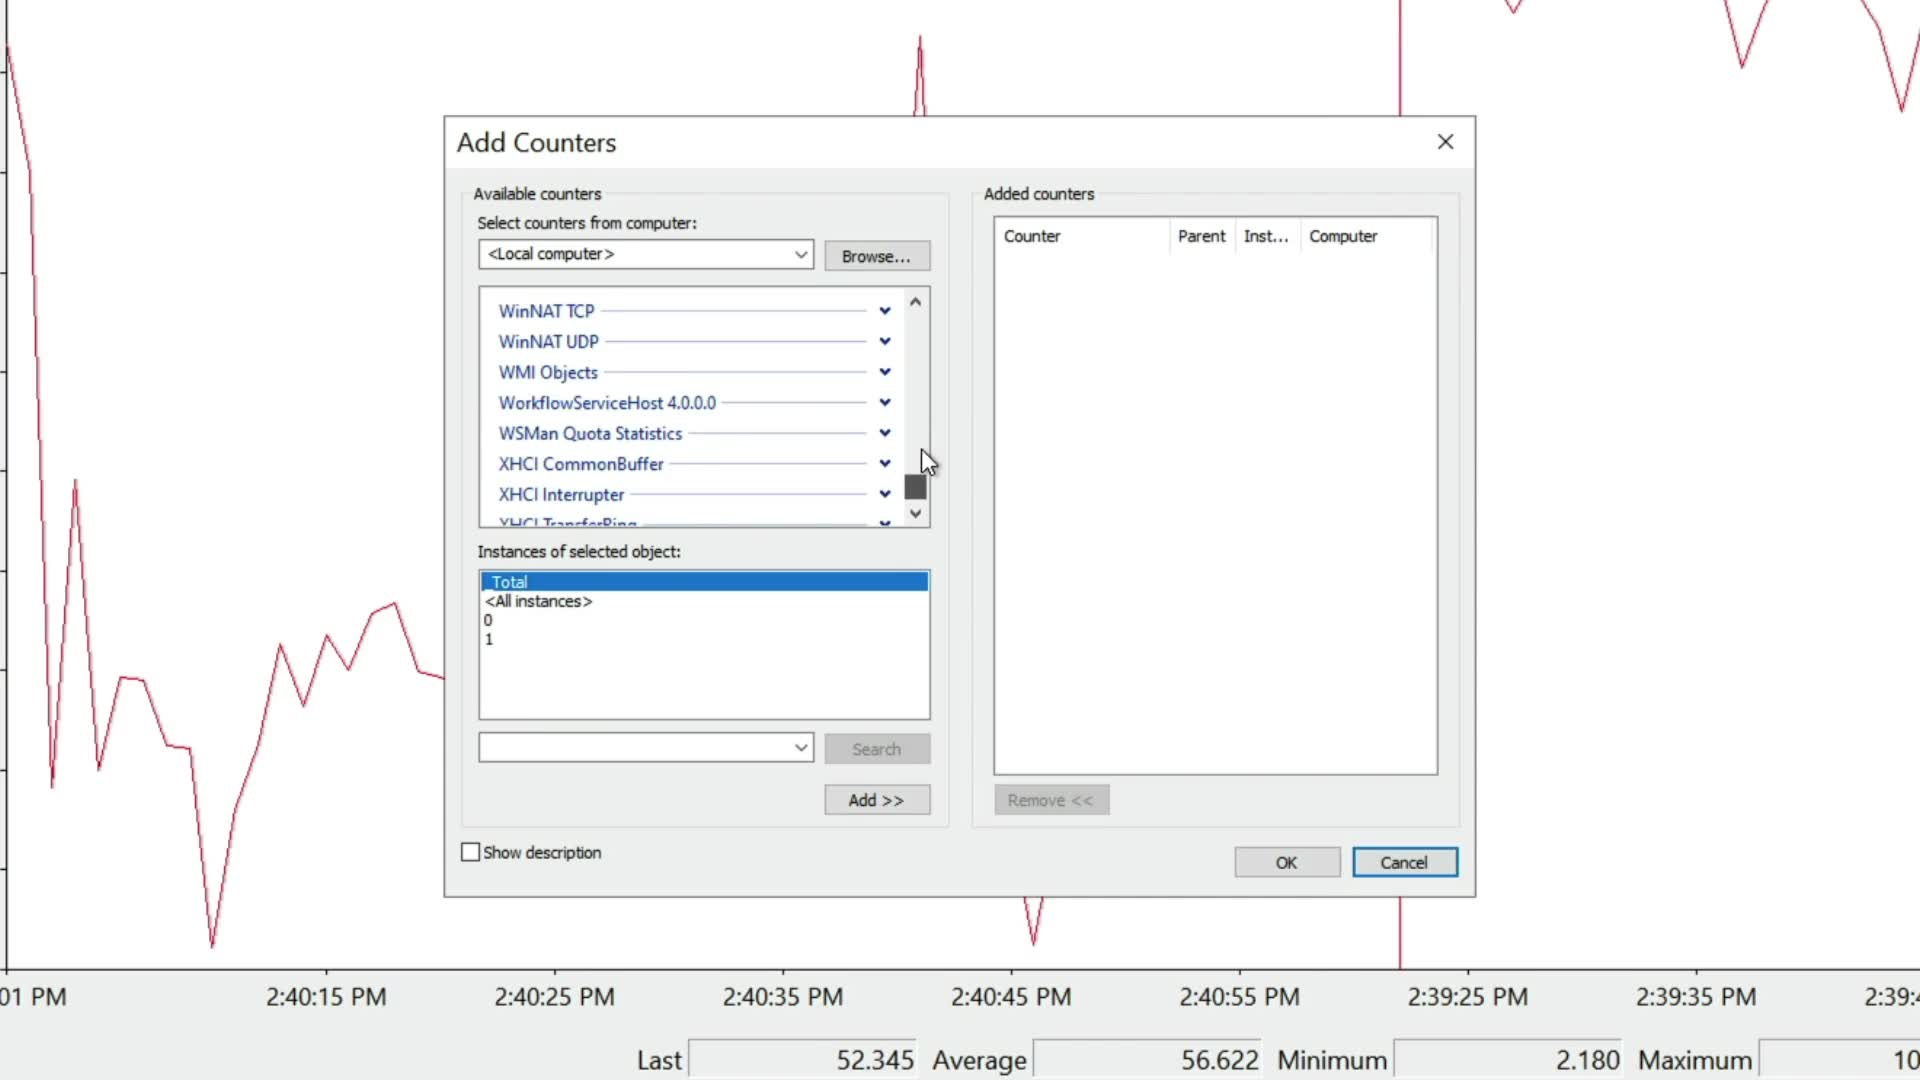 Add Counters
Available counters
Select counters from computer:
<Local computer>
Browse...
WinNAT TCP
WinNAT UDP
WMI Objects
WorkflowServiceHost 4.0.0.0
WSMan Quota Statistics
XHCI CommonBuffer
XHCI Interrupter
XHCI TransferRing
Instances of selected object:
_Total
<All instances>
0
1
Search
Add >>
Show description
Added counters
Counter Parent Inst... Computer
Remove <<
OK Cancel
01 PM 2:40:15 PM 2:40:25 PM 2:40:35 PM 2:40:45 PM 2:40:55 PM 2:39:25 PM 2:39:35 PM 2:39:4
Last 52.345 Average 56.622 Minimum 2.180 Maximum 10